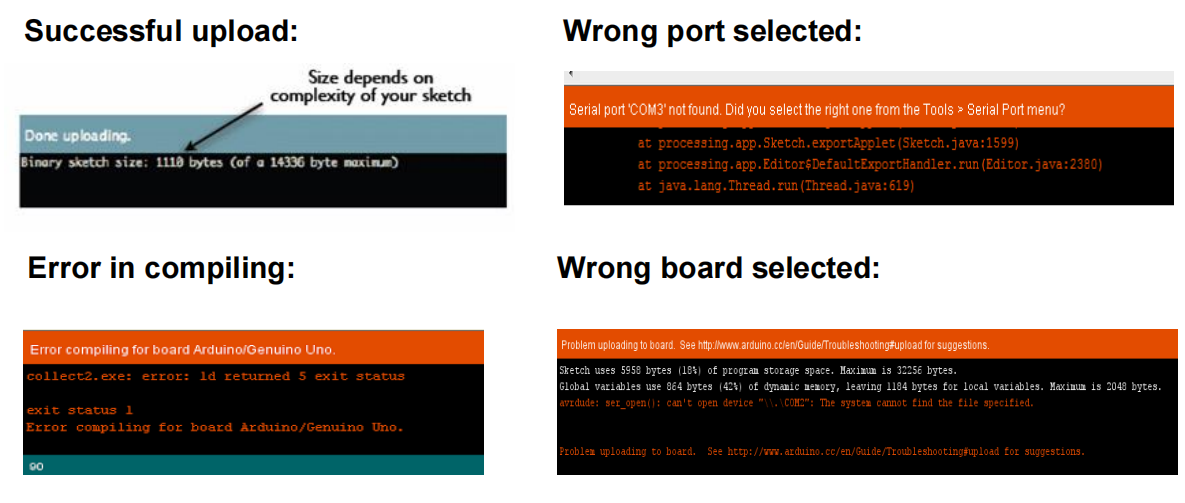 Successful upload:
Size depends on
complexity of your sketch
Done uploading.
Binary sketch size: 1110 bytes (of a 14336 byte maximum)
Wrong port selected:
Serial port 'COM3' not found. Did you select the right one from the Tools > Serial Port menu?
at processing.app.Sketch.exportApplet(Sketch.java:1599)
at processing.app.Editor$DefaultExportHandler.run(Editor.java:2380)
at java.lang.Thread.run(Thread.java:619)
Error in compiling:
Error compiling for board Arduino/Genuino Uno.
collect2.exe: error: ld returned 5 exit status
exit status 1
Error compiling for board Arduino/Genuino Uno.
90
Wrong board selected:
Problem uploading to board. See http://www.arduino.cc/en/Guide/Troubleshooting#upload for suggestions.
Sketch uses 5958 bytes (18%) of program storage space. Maximum is 32256 bytes.
Global variables use 864 bytes (42%) of dynamic memory, leaving 1184 bytes for local variables. Maximum is 2048 bytes.
avrdude: ser_open(): can't open device "\\.\COM2": The system cannot find the file specified.
Problem uploading to board. See http://www.arduino.cc/en/Guide/Troubleshooting#upload for suggestions.